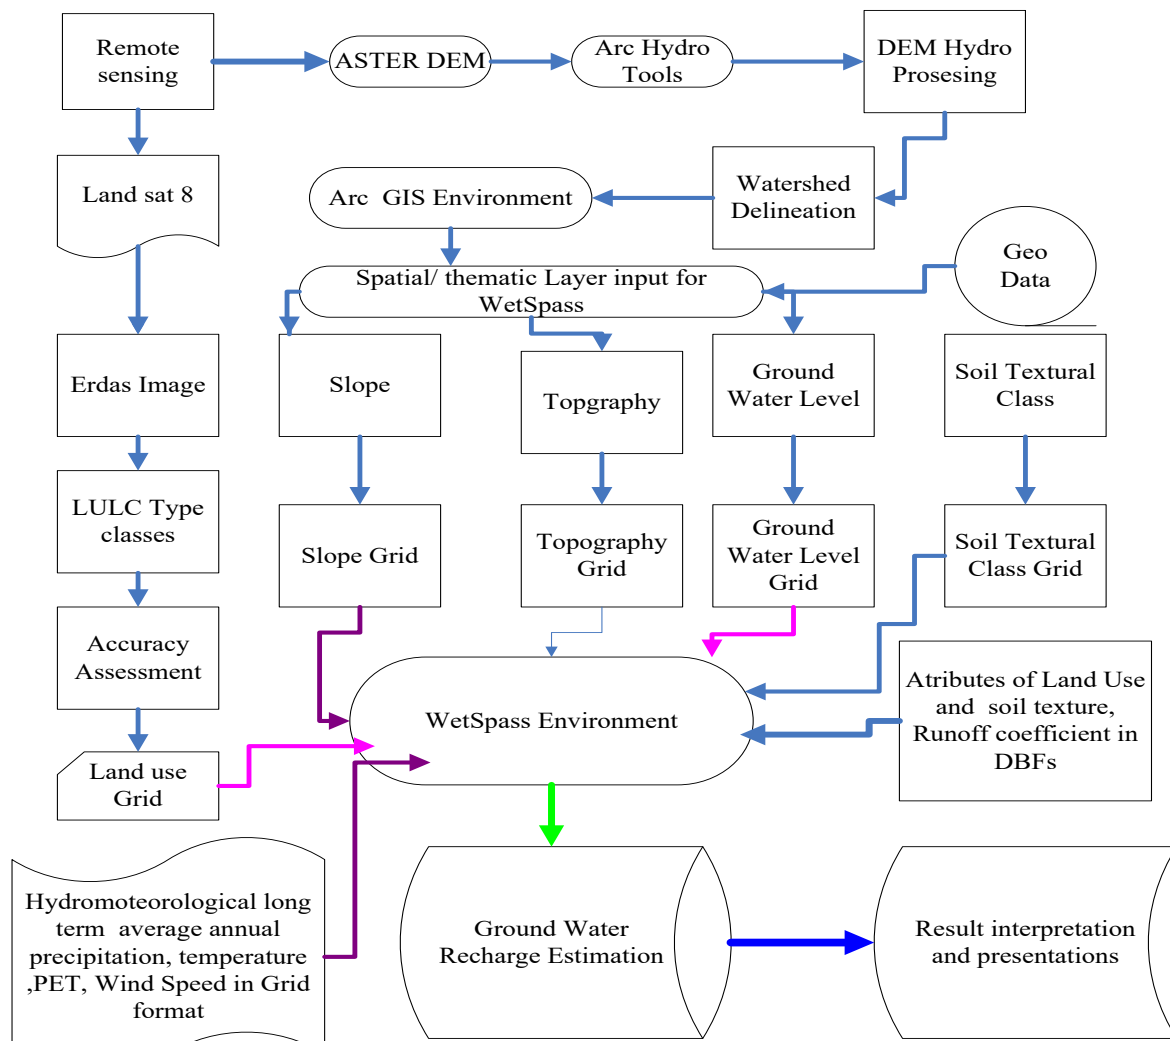 Remote
sensing
ASTER DEM
Arc Hydro
Tools
DEM Hydro
Prosesing
Land sat 8
Arc GIS Environment
Watershed
Delineation
Geo
Data
Spatial/ thematic Layer input for
WetSpass
Erdas Image
Slope
Topgraphy
Ground
Water Level
Soil Textural
Class
LULC Type
classes
Slope Grid
Topography
Grid
Ground
Water Level
Grid
Soil Textural
Class Grid
Accuracy
Assessment
WetSpass Environment
Atributes of Land Use
and soil texture,
Runoff coefficient in
DBFs
Land use
Grid
Hydromoteorological long
term average annual
precipitation, temperature
,PET, Wind Speed in Grid
format
Ground Water
Recharge Estimation
Result interpretation
and presentations